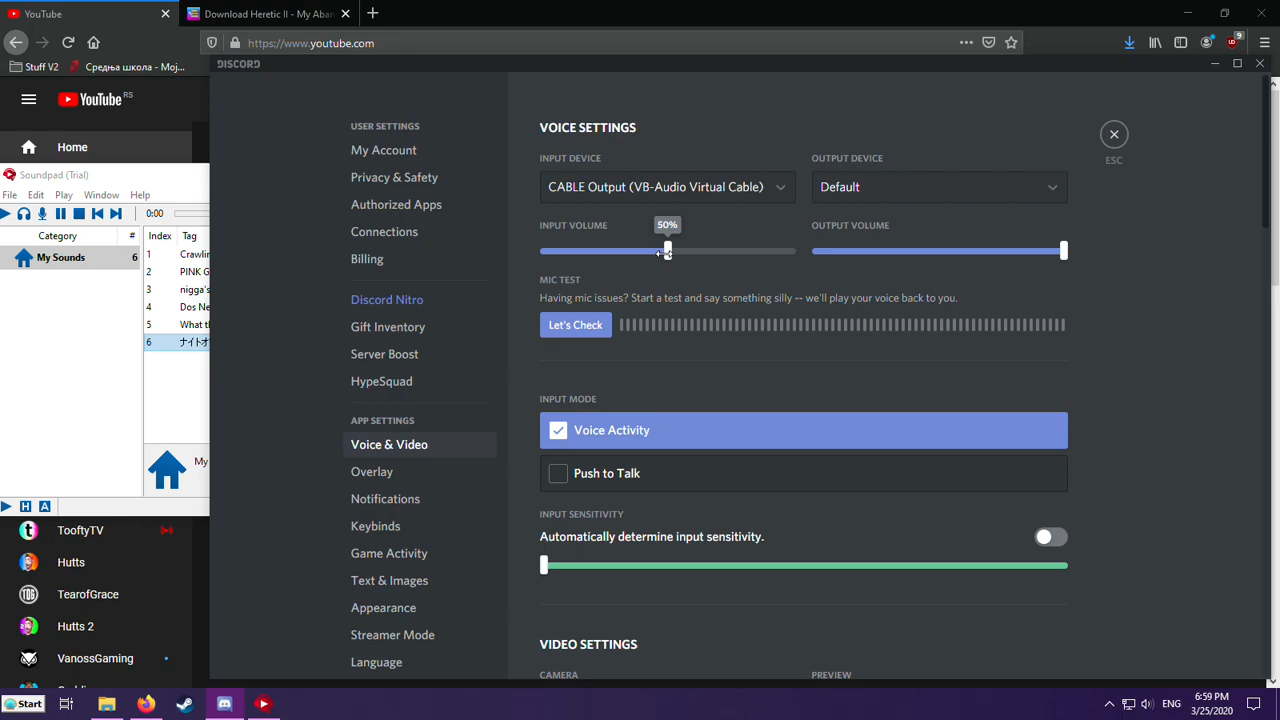 YouTube
Download Heretic II - My Aban
https://www.youtube.com
9
Stuff V2
Средња школа - Moj...
DISCORD
YouTube RS
Home
Soundpad (Trial)
File Edit Play Window Help
0:00
Category #
My Sounds 6
Index Tag
1 Crawlin
2 PINK G
3 nigga's
4 Dos Ne
5 What th
6 ナイトオ
My
TooftyTV
Hutts
TearofGrace
Hutts 2
VanossGaming
USER SETTINGS
My Account
Privacy & Safety
Authorized Apps
Connections
Billing
Discord Nitro
Gift Inventory
Server Boost
HypeSquad
APP SETTINGS
Voice & Video
Overlay
Notifications
Keybinds
Game Activity
Text & Images
Appearance
Streamer Mode
Language
VOICE SETTINGS
ESC
INPUT DEVICE
OUTPUT DEVICE
CABLE Output (VB-Audio Virtual Cable)
Default
INPUT VOLUME
50%
OUTPUT VOLUME
MIC TEST
Having mic issues? Start a test and say something silly -- we'll play your voice back to you.
Let's Check
INPUT MODE
Voice Activity
Push to Talk
INPUT SENSITIVITY
Automatically determine input sensitivity.
VIDEO SETTINGS
CAMERA
PREVIEW
Start
ENG
6:59 PM
3/25/2020